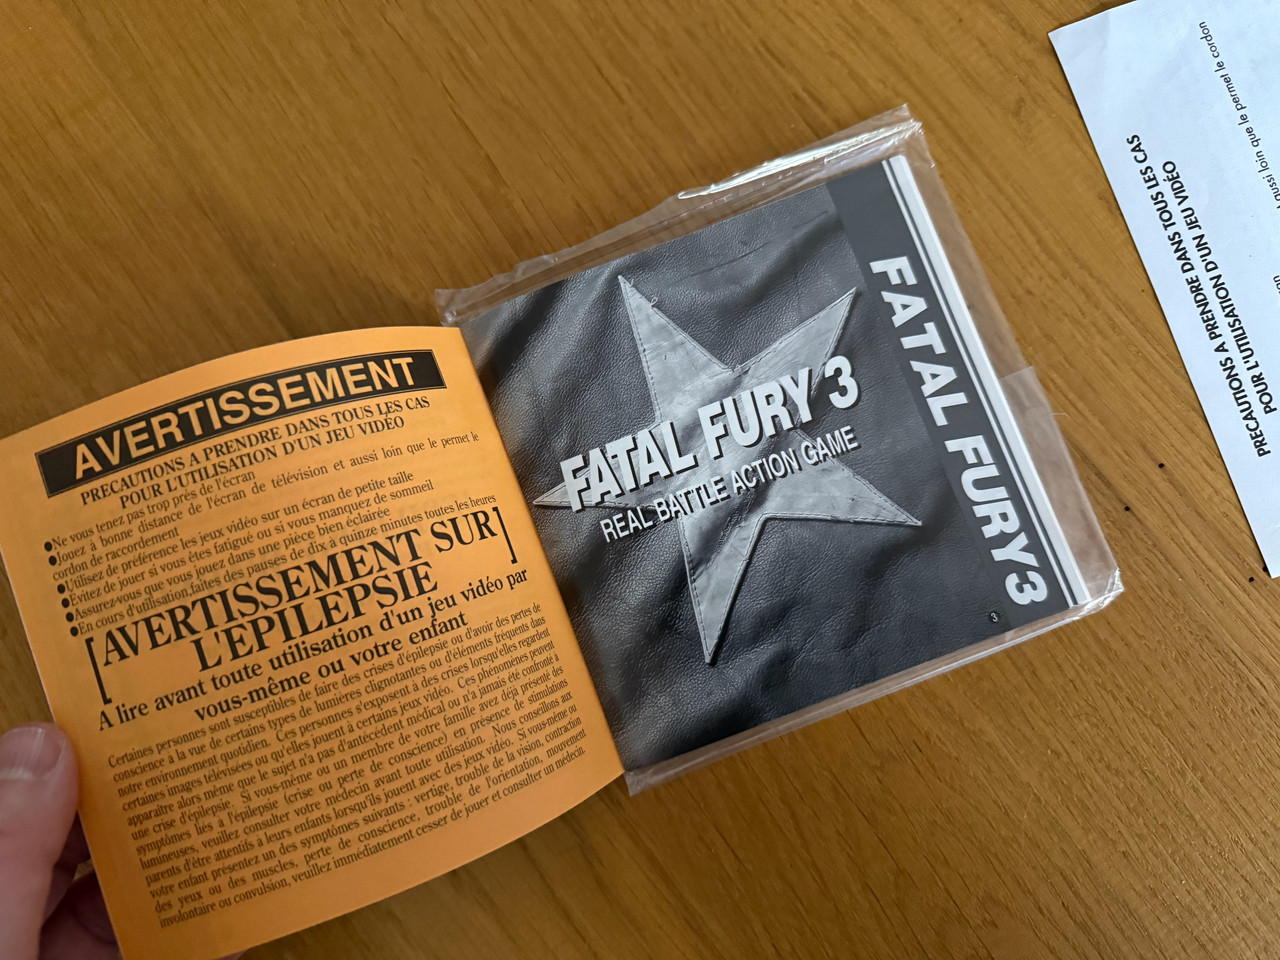 AVERTISSEMENT
PRECAUTIONS A PRENDRE DANS TOUS LES CAS
POUR L'UTILISATION D'UN JEU VIDÉO
●Ne vous tenez pas trop près de l'écran
●Jouez à bonne distance de l'écran de télévision et aussi loin que le permet le
cordon de raccordement
●Utilisez de préférence les jeux vidéo sur un écran de petite taille
●Evitez de jouer si vous êtes fatigué ou si vous manquez de sommeil
●Assurez-vous que vous jouez dans une pièce bien éclairée
●En cours d'utilisation,faites des pauses de dix à quinze minutes toutes les heures
[AVERTISSEMENT SUR
L'EPILEPSIE]
A lire avant toute utilisation d'un jeu vidéo par
vous-même ou votre enfant
Certaines personnes sont susceptibles de faire des crises d'épilepsie ou d'avoir des pertes de
conscience à la vue de certains types de lumières clignotantes ou d'éléments fréquents dans
notre environnement quotidien. Ces personnes s'exposent à des crises lorsqu'elles regardent
certaines images télévisées ou qu'elles jouent à certains jeux vidéo. Ces phénomènes peuvent
apparaître alors même que le sujet n'a pas d'antécédent médical ou n'a jamais été confronté à
une crise d'épilepsie. Si vous-même ou un membre de votre famille avez déjà présenté des
symptômes liés à l'épilepsie (crise ou perte de conscience) en présence de stimulations
lumineuses, veuillez consulter votre médecin avant toute utilisation. Nous conseillons aux
parents d'être attentifs à leurs enfants lorsqu'ils jouent avec des jeux vidéo. Si vous-même ou
votre enfant présentez un des symptômes suivants : vertige, trouble de la vision, contraction
des yeux ou des muscles, perte de conscience, trouble de l'orientation, mouvement
involontaire ou convulsion, veuillez immédiatement cesser de jouer et consulter un médecin.
FATAL FURY 3
REAL BATTLE ACTION GAME
FATAL FURY 3
3
PRECAUTIONS A PRENDRE DANS TOUS LES CAS
POUR L'UTILISATION D'UN JEU VIDÉO
aussi loin que le permet le cordon